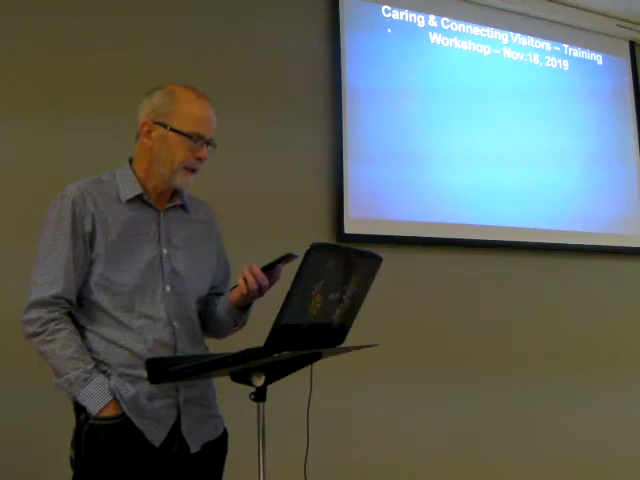 Caring & Connecting Visitors – Training
Workshop – Nov.18, 2019